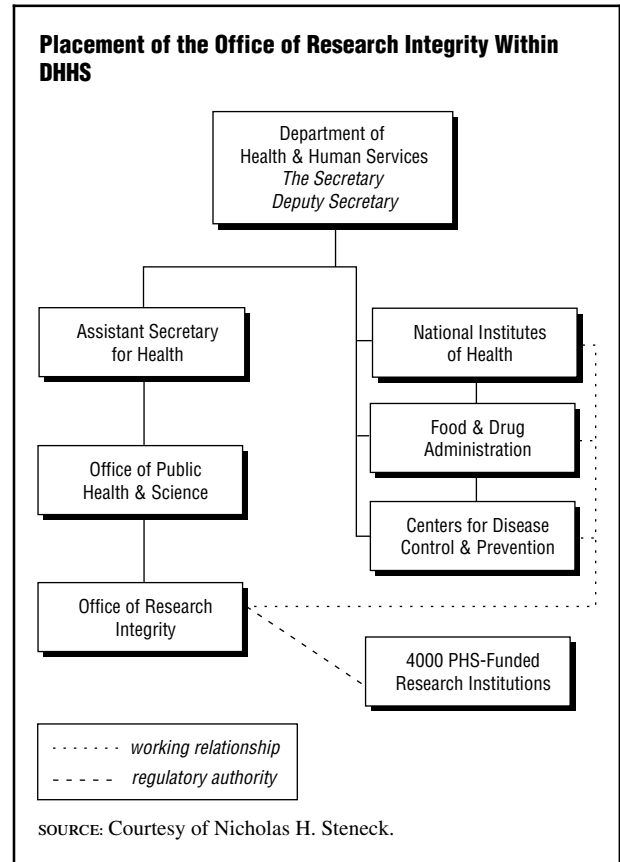 Placement of the Office of Research Integrity Within
DHHS
Department of
Health & Human Services
The Secretary
Deputy Secretary
Assistant Secretary
for Health
National Institutes
of Health
Food & Drug
Administration
Office of Public
Health & Science
Centers for Disease
Control & Prevention
Office of Research
Integrity
4000 PHS-Funded
Research Institutions
working relationship
regulatory authority
SOURCE: Courtesy of Nicholas H. Steneck.